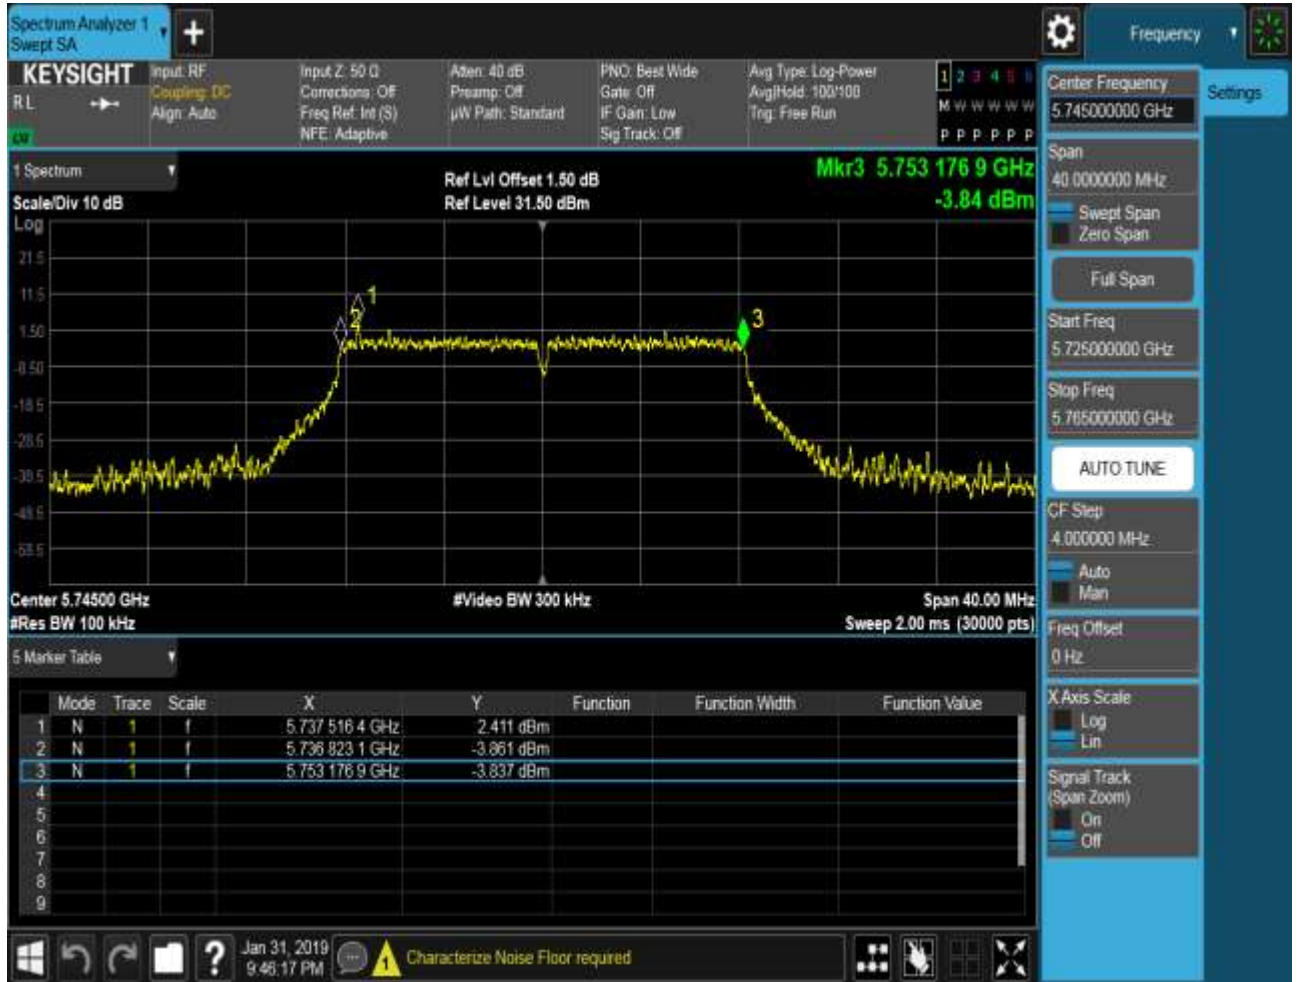 Spectrum Analyzer 1
Swept SA
Frequency
KEYSIGHT
RL
Input: RF
Coupling: DC
Align: Auto
Input Z: 50 Ω
Corrections: Off
Freq Ref: Int (S)
NFE: Adaptive
Atten: 40 dB
Preamp: Off
µW Path: Standard
PNO: Best Wide
Gate: Off
IF Gain: Low
Sig Track: Off
Avg Type: Log-Power
Avg|Hold: 100/100
Trig: Free Run
1 2 3 4 5 6
M W W W W W
P P P P P P
1 Spectrum
Scale/Div 10 dB
Ref Lvl Offset 1.50 dB
Ref Level 31.50 dBm
Mkr3 5.753 176 9 GHz
-3.84 dBm
Log
21.5
11.5
1.50
-8.50
-18.5
-28.5
-38.5
-48.5
-58.5
1
2
3
Center 5.74500 GHz
#Video BW 300 kHz
Span 40.00 MHz
#Res BW 100 kHz
Sweep 2.00 ms (30000 pts)
5 Marker Table
Mode Trace Scale X Y Function Function Width Function Value
1 N 1 f 5.737 516 4 GHz 2.411 dBm
2 N 1 f 5.736 823 1 GHz -3.861 dBm
3 N 1 f 5.753 176 9 GHz -3.837 dBm
4
5
6
7
8
9
Jan 31, 2019
9:46:17 PM
1
Characterize Noise Floor required
Center Frequency
5.745000000 GHz
Settings
Span
40.0000000 MHz
Swept Span
Zero Span
Full Span
Start Freq
5.725000000 GHz
Stop Freq
5.765000000 GHz
AUTO TUNE
CF Step
4.000000 MHz
Auto
Man
Freq Offset
0 Hz
X Axis Scale
Log
Lin
Signal Track
(Span Zoom)
On
Off